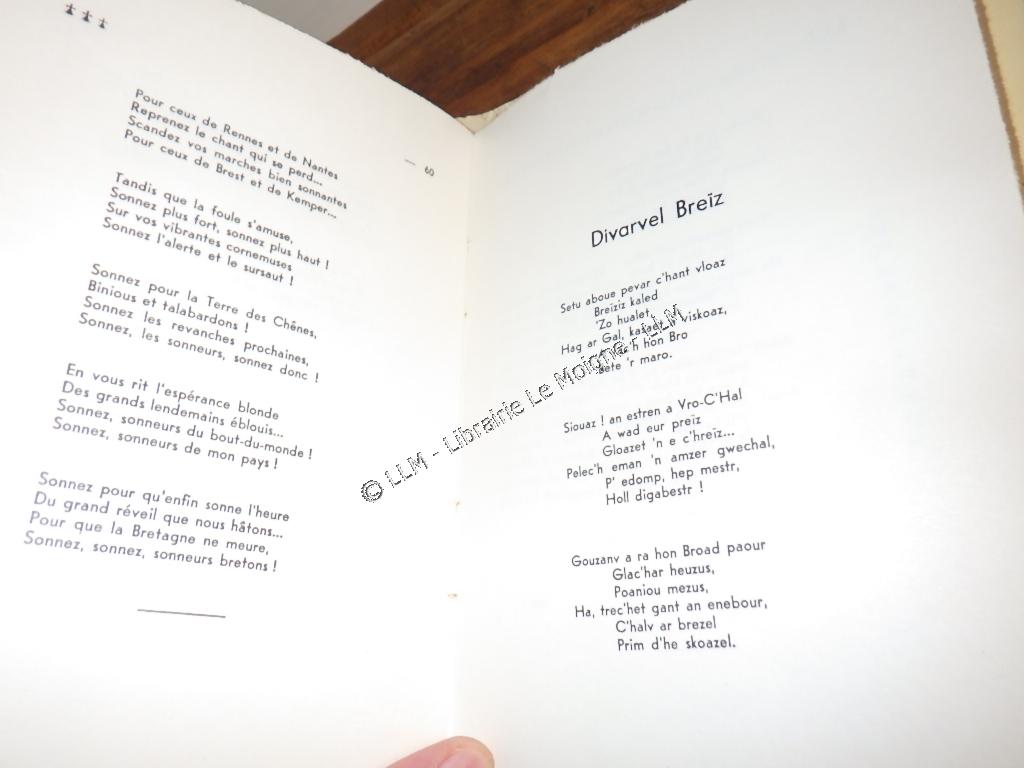 Pour ceux de Rennes et de Nantes
Reprenez le chant qui se perd...
Scandez vos marches bien sonnantes
Pour ceux de Brest et de Kemper...
Tandis que la foule s'amuse,
Sonnez plus fort, sonnez plus haut !
Sur vos vibrantes cornemuses
Sonnez l'alerte et le sursaut !
Sonnez pour la Terre des Chênes,
Binious et talabardons !
Sonnez les revanches prochaines,
Sonnez, les sonneurs, sonnez donc !
En vous rit l'espérance blonde
Des grands lendemains éblouis...
Sonnez, sonneurs du bout-du-monde !
Sonnez, sonneurs de mon pays !
Sonnez pour qu'enfin sonne l'heure
Du grand réveil que nous hâtons...
Pour que la Bretagne ne meure,
Sonnez, sonnez, sonneurs bretons !
— 60
Divarvel Breïz
Setu aboue pevar c'hant vloaz
Breiziz kaled
'Zo hualet,
Hag ar Gal, viskoaz,
hon Bro
'r maro.
Siouaz ! an estren a Vro-C'Hal
A wad eur preïz
Gloazet 'n e c'hreïz...
Pelec'h eman 'n amzer gwechal,
P' edomp, hep mestr,
Holl digabestr !
Gouzanv a ra hon Broad paour
Glac'har heuzus,
Poaniou mezus,
Ha, trec'het gant an enebour,
C'halv ar brezel
Prim d'he skoazel.
© LLM - Librairie Le Moigne - LLM